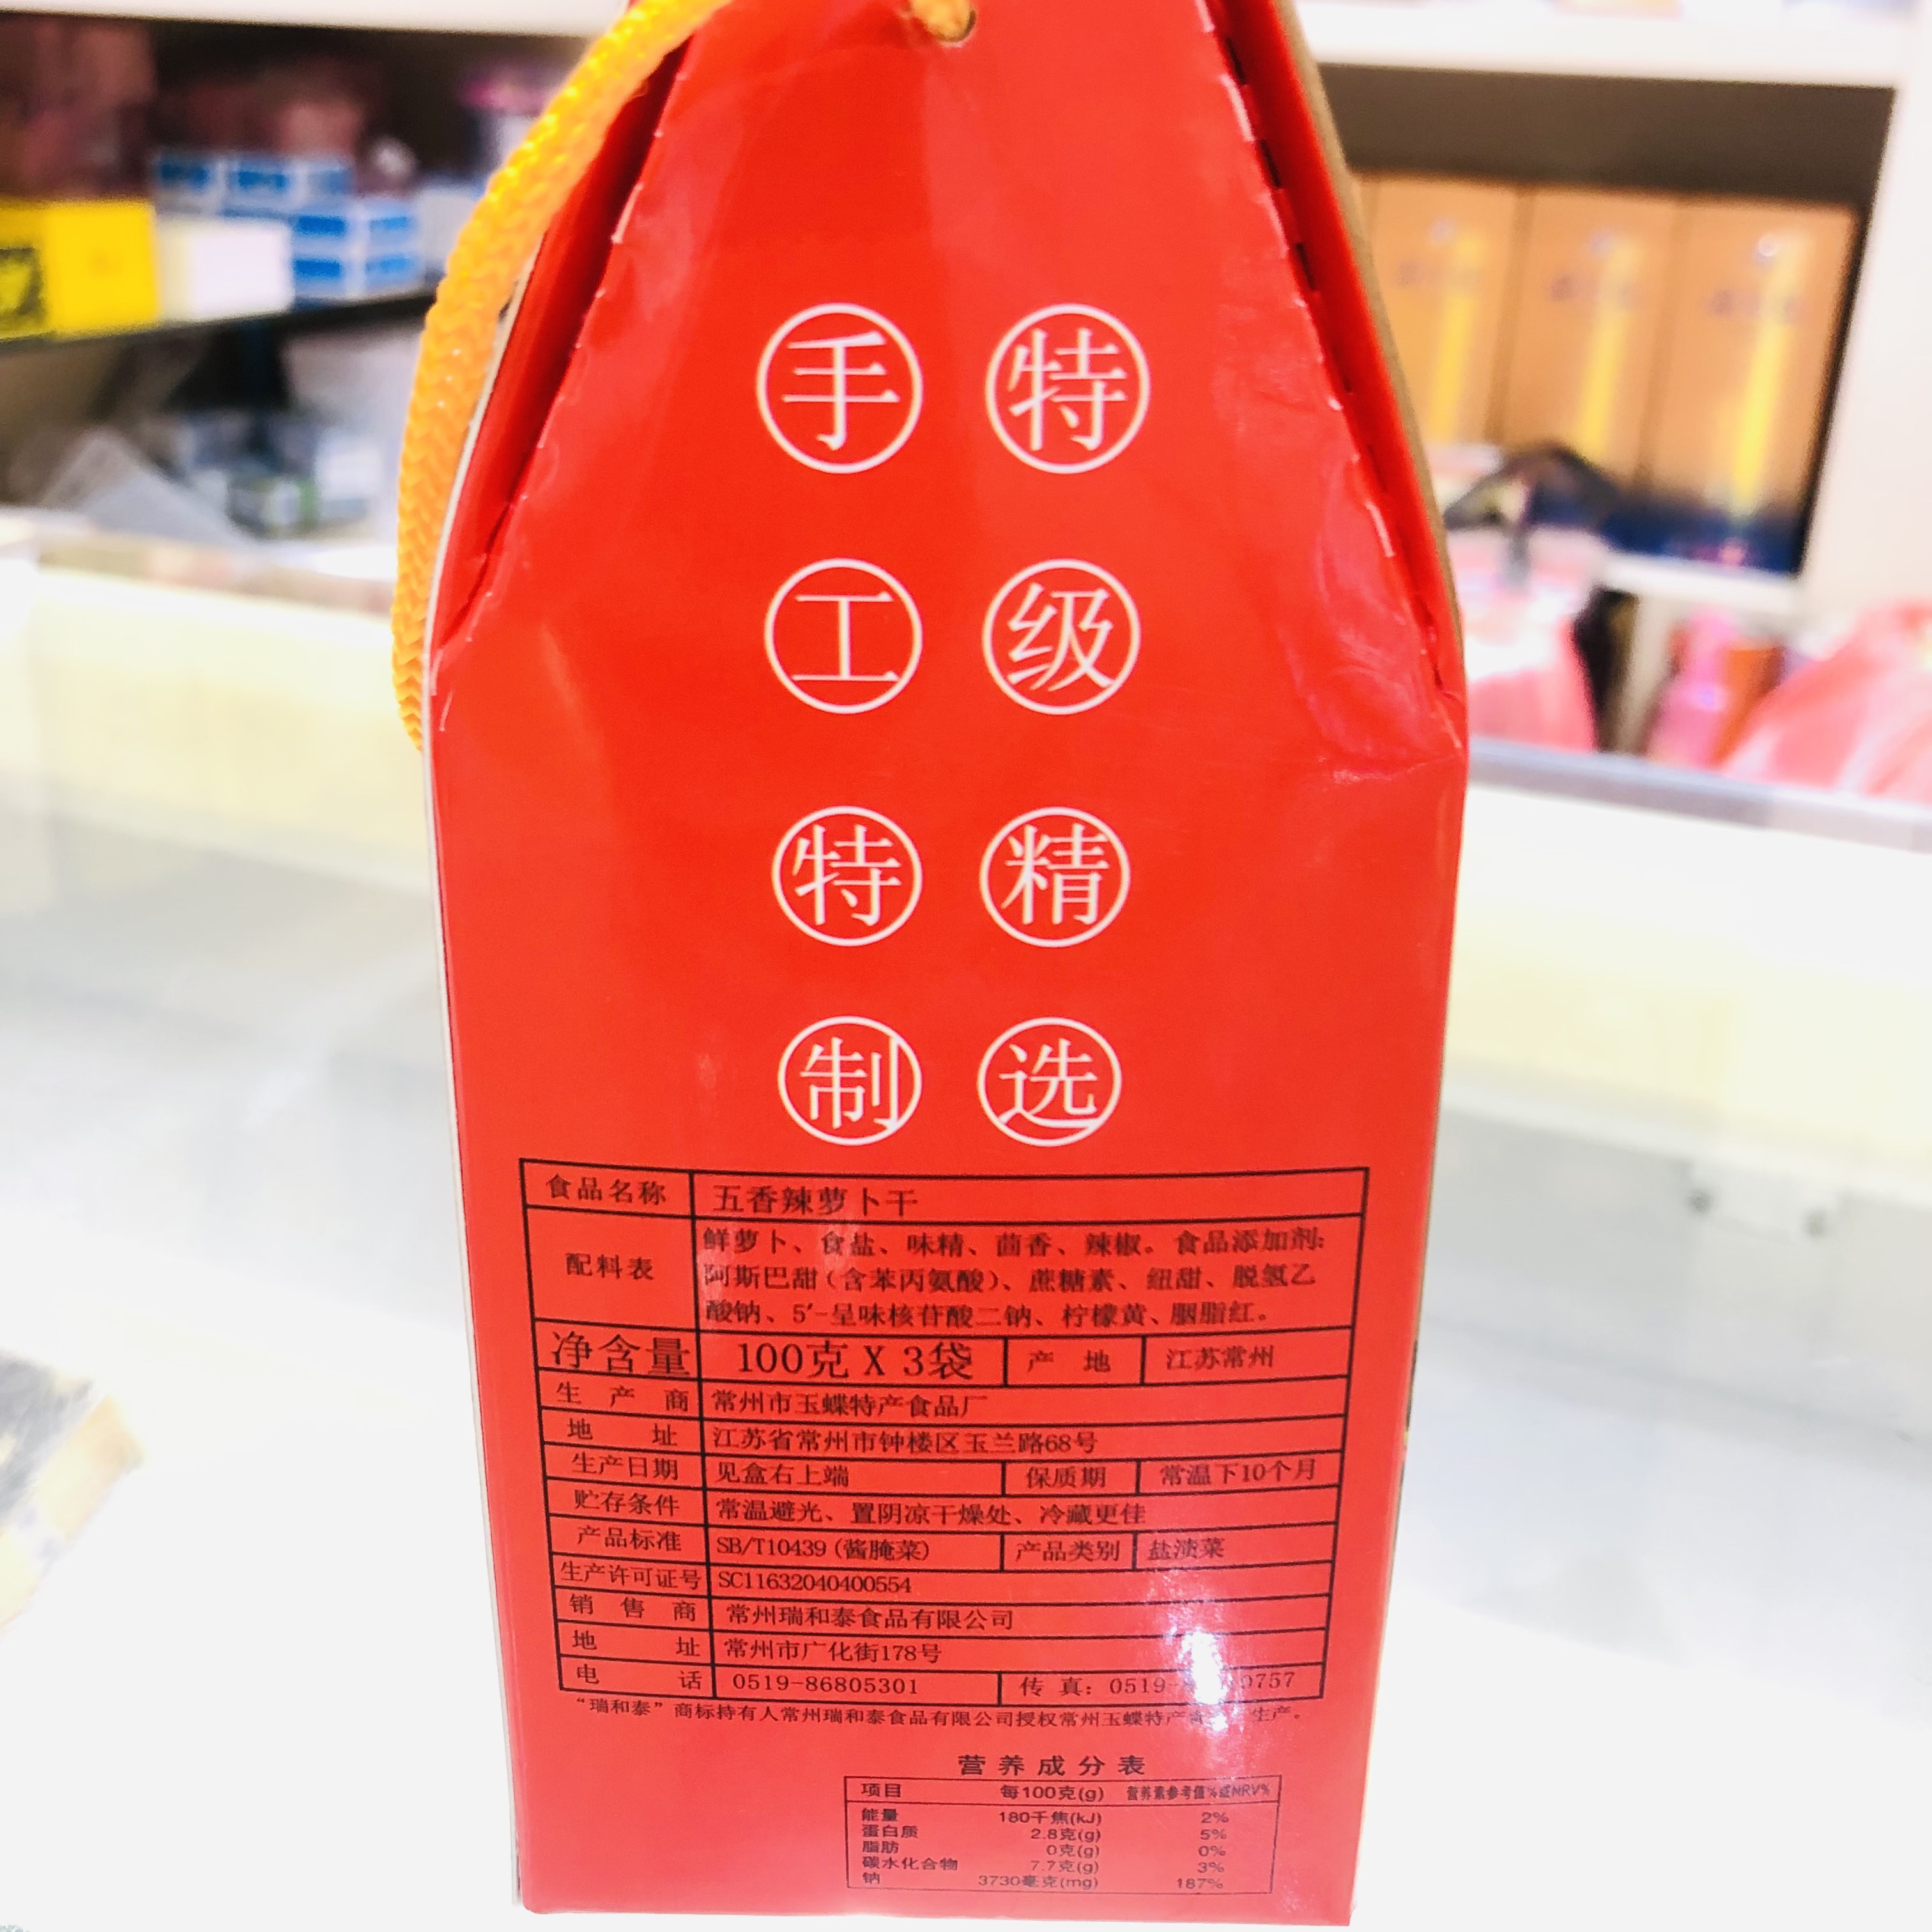 特级精选
手工特制
食品名称 五香辣萝卜干
配料表 鲜萝卜、食盐、味精、茴香、辣椒。食品添加剂:
阿斯巴甜(含苯丙氨酸)、蔗糖素、纽甜、脱氢乙
酸钠、5′-呈味核苷酸二钠、柠檬黄、胭脂红。
净含量 100克 X 3袋 产地 江苏常州
生产商 常州市玉蝶特产食品厂
地址 江苏省常州市钟楼区玉兰路68号
生产日期 见盒右上端 保质期 常温下10个月
贮存条件 常温避光、置阴凉干燥处、冷藏更佳
产品标准 SB/T10439 (酱腌菜) 产品类别 盐渍菜
生产许可证号 SC11632040400554
销售商 常州瑞和泰食品有限公司
地址 常州市广化街178号
电话 0519-86805301 传真: 0519- 0757
“瑞和泰”商标持有人常州瑞和泰食品有限公司授权常州玉蝶特产 生产。
营养成分表
项目 每100克(g) 营养素参考值%或NRV%
能量 180千焦(kJ) 2%
蛋白质 2.8克(g) 5%
脂肪 0克(g) 0%
碳水化合物 7.7克(g) 3%
钠 3730毫克(mg) 187%